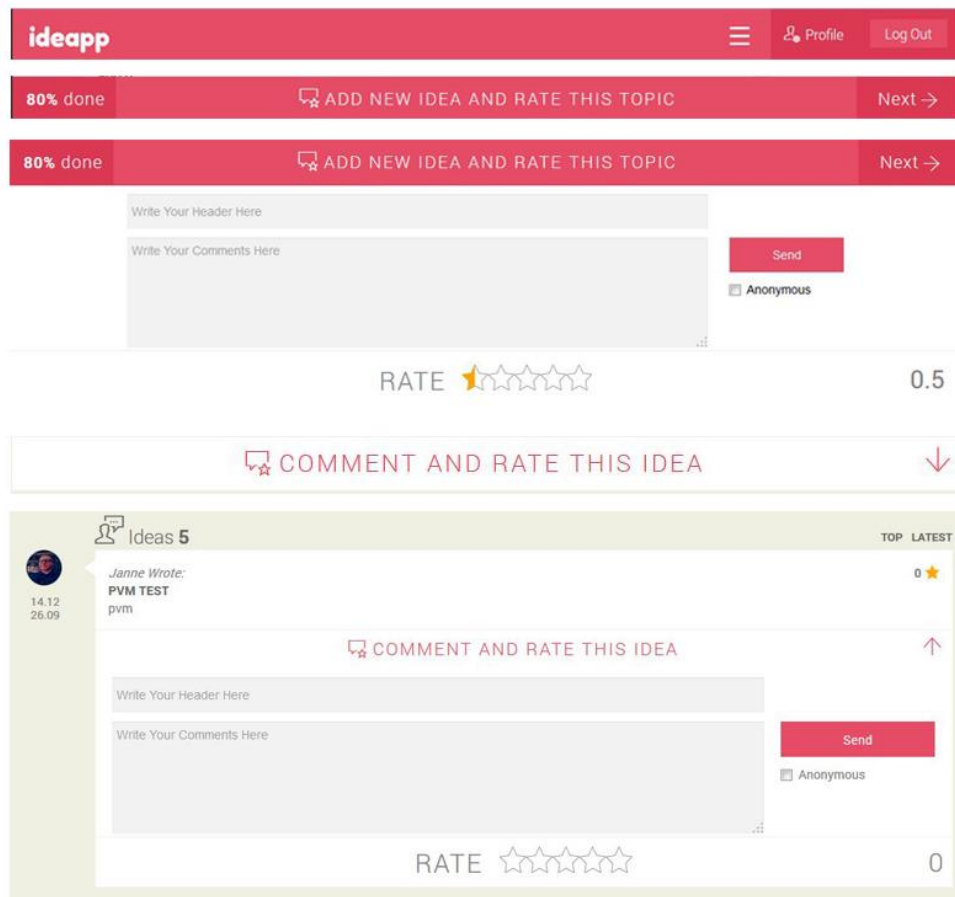 ideapp Profile Log Out
80% done ADD NEW IDEA AND RATE THIS TOPIC Next →
80% done ADD NEW IDEA AND RATE THIS TOPIC Next →
Write Your Header Here
Write Your Comments Here
Send
Anonymous
RATE 0.5
COMMENT AND RATE THIS IDEA
Ideas 5 TOP LATEST
Janne Wrote: 0
PVM TEST
pvm
14.12
26.09
COMMENT AND RATE THIS IDEA
Write Your Header Here
Write Your Comments Here
Send
Anonymous
RATE 0